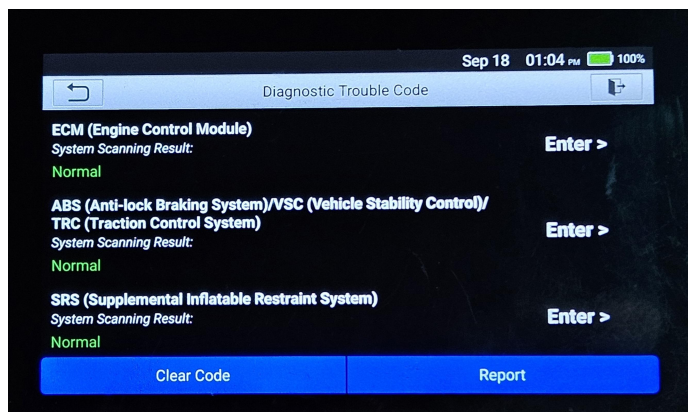 Sep 18 01:04 PM 100%
Diagnostic Trouble Code
ECM (Engine Control Module)
System Scanning Result:
Enter >
Normal
ABS (Anti-lock Braking System)/VSC (Vehicle Stability Control)/
TRC (Traction Control System)
System Scanning Result:
Enter >
Normal
SRS (Supplemental Inflatable Restraint System)
System Scanning Result:
Enter >
Normal
Clear Code
Report